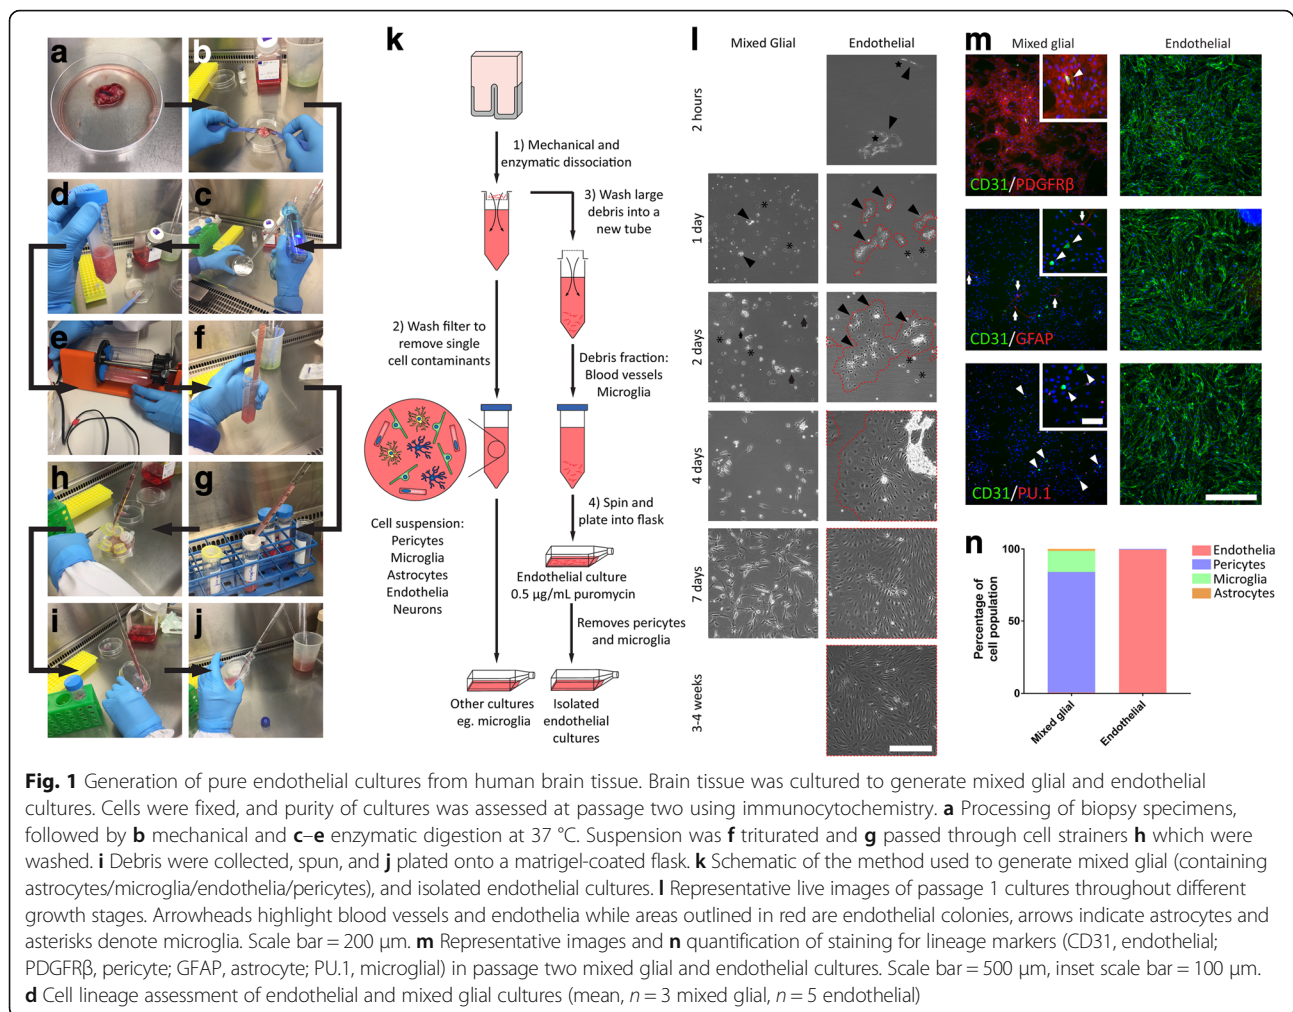 a
b
d
c
e
f
h
g
i
j
k
1) Mechanical and
enzymatic dissociation
3) Wash large
debris into a
new tube
2) Wash filter to
remove single
cell contaminants
Debris fraction:
Blood vessels
Microglia
Cell suspension:
Pericytes
Microglia
Astrocytes
Endothelia
Neurons
4) Spin and
plate into flask
Endothelial culture
0.5 µg/mL puromycin
Removes pericytes
and microglia
Other cultures
eg. microglia
Isolated
endothelial
cultures
l
Mixed Glial
Endothelial
2 hours
1 day
2 days
4 days
7 days
3-4 weeks
m
Mixed glial
Endothelial
CD31/PDGFRβ
CD31/GFAP
CD31/PU.1
n
Percentage of
cell population
100
50
0
Mixed glial
Endothelial
Endothelia
Pericytes
Microglia
Astrocytes
Fig. 1 Generation of pure endothelial cultures from human brain tissue. Brain tissue was cultured to generate mixed glial and endothelial
cultures. Cells were fixed, and purity of cultures was assessed at passage two using immunocytochemistry. a Processing of biopsy specimens,
followed by b mechanical and c–e enzymatic digestion at 37 °C. Suspension was f triturated and g passed through cell strainers h which were
washed. i Debris were collected, spun, and j plated onto a matrigel-coated flask. k Schematic of the method used to generate mixed glial (containing
astrocytes/microglia/endothelia/pericytes), and isolated endothelial cultures. l Representative live images of passage 1 cultures throughout different
growth stages. Arrowheads highlight blood vessels and endothelia while areas outlined in red are endothelial colonies, arrows indicate astrocytes and
asterisks denote microglia. Scale bar = 200 μm. m Representative images and n quantification of staining for lineage markers (CD31, endothelial;
PDGFRβ, pericyte; GFAP, astrocyte; PU.1, microglial) in passage two mixed glial and endothelial cultures. Scale bar = 500 μm, inset scale bar = 100 μm.
d Cell lineage assessment of endothelial and mixed glial cultures (mean, n = 3 mixed glial, n = 5 endothelial)